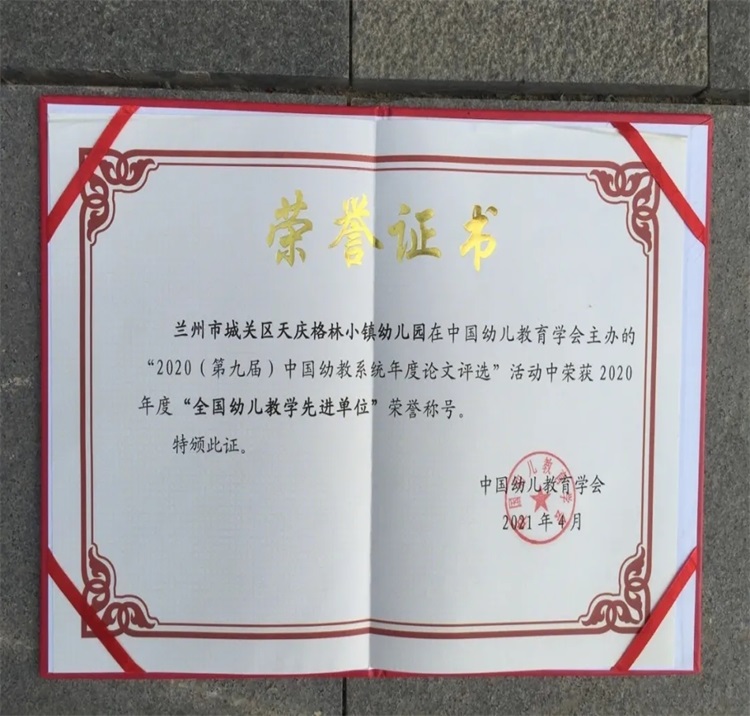 荣誉证书
兰州市城关区天庆格林小镇幼儿园在中国幼儿教育学会主办的
“2020（第九届）中国幼教系统年度论文评选”活动中荣获2020
年度“全国幼儿教学先进单位”荣誉称号。
特颁此证。
中国幼儿教育学会
2021年4月